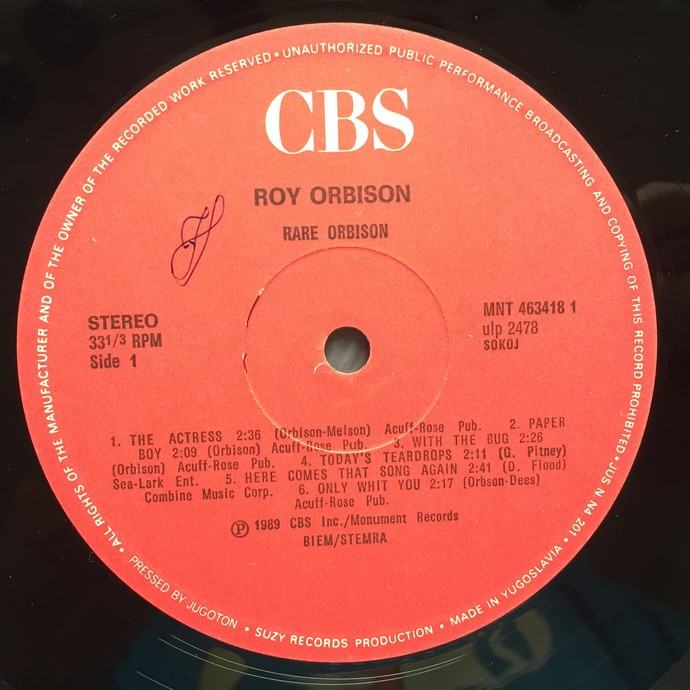 ALL RIGHTS OF THE MANUFACTURER AND OF THE OWNER OF THE RECORDED WORK RESERVED • UNAUTHORIZED PUBLIC PERFORMANCE BROADCASTING AND COPYING OF THIS RECORD PROHIBITED • JUS N N4 201
CBS
ROY ORBISON
RARE ORBISON
STEREO
33 1/3 RPM
Side 1
MNT 463418 1
ulp 2478
SOKOJ
1. THE ACTRESS 2:36 (Orbison-Melson) Acuff-Rose Pub. 2. PAPER
BOY 2:09 (Orbison) Acuff-Rose Pub. 3. WITH THE BUG 2:26
(Orbison) Acuff-Rose Pub. 4. TODAY'S TEARDROPS 2:11 (G. Pitney)
Sea-Lark Ent. 5. HERE COMES THAT SONG AGAIN 2:41 (D. Flood)
Combine Music Corp. 6. ONLY WHIT YOU 2:17 (Orbson-Dees)
Acuff-Rose Pub.
Ⓟ 1989 CBS Inc./Monument Records
BIEM/STEMRA
PRESSED BY JUGOTON • SUZY RECORDS PRODUCTION • MADE IN YUGOSLAVIA •